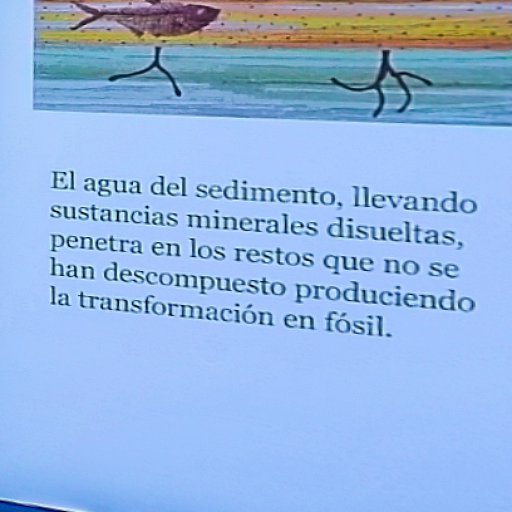 El agua del sedimento, llevando
sustancias minerales disueltas,
penetra en los restos que no se
han descompuesto produciendo
la transformación en fósil.